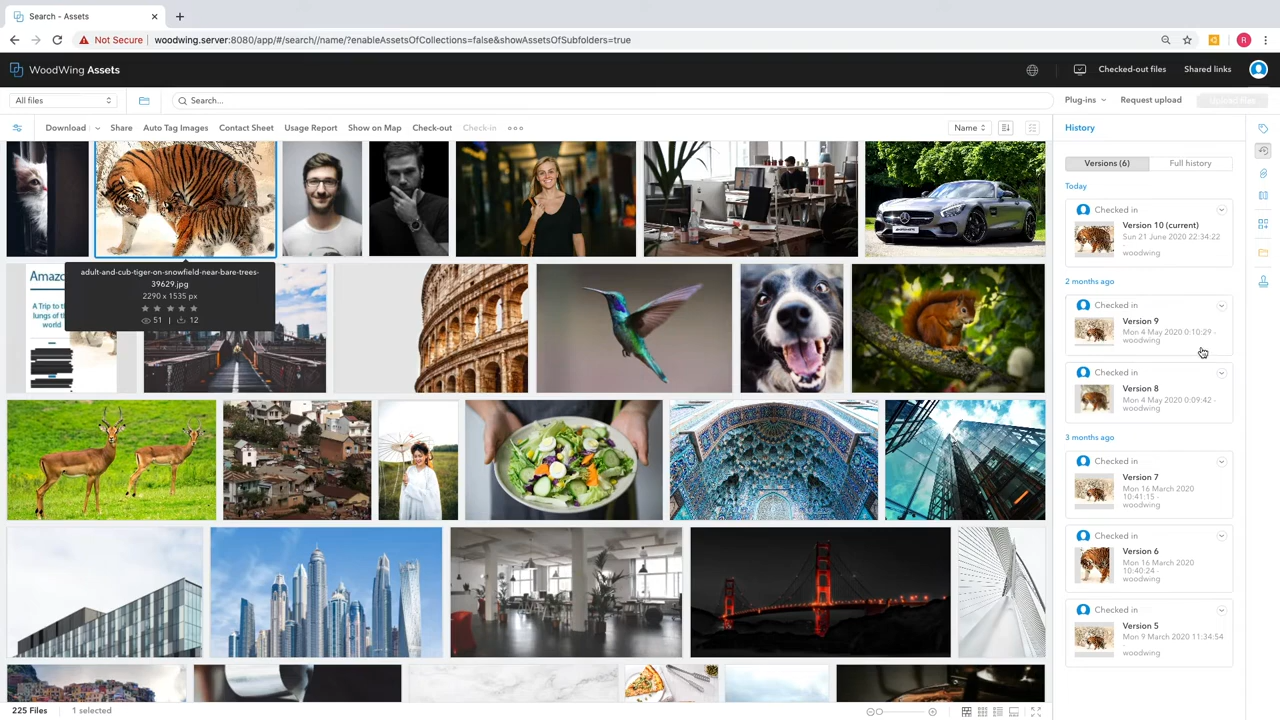 Search - Assets
Not Secure
woodwing.server:8080/app/#/search//name/?enableAssetsOfCollections=false&showAssetsOfSubfolders=true
R
WoodWing Assets
Checked-out files
Shared links
All files
Search...
Plug-ins
Request upload
Upload files
Download
Share
Auto Tag Images
Contact Sheet
Usage Report
Show on Map
Check-out
Check-in
Name
History
Versions (6)
Full history
Today
Checked in
Version 10 (current)
Sun 21 June 2020 22:34:22
-
woodwing
2 months ago
Checked in
Version 9
Mon 4 May 2020 0:10:29 -
woodwing
Checked in
Version 8
Mon 4 May 2020 0:09:42 -
woodwing
3 months ago
Checked in
Version 7
Mon 16 March 2020
10:41:15 -
woodwing
Checked in
Version 6
Mon 16 March 2020
10:40:24 -
woodwing
Checked in
Version 5
Mon 9 March 2020 11:34:54
-
woodwing
adult-and-cub-tiger-on-snowfield-near-bare-trees-
39629.jpg
2290 x 1535 px
51 | 12
Amazo
A Trip to t
lungs of t
world
225 Files
1 selected